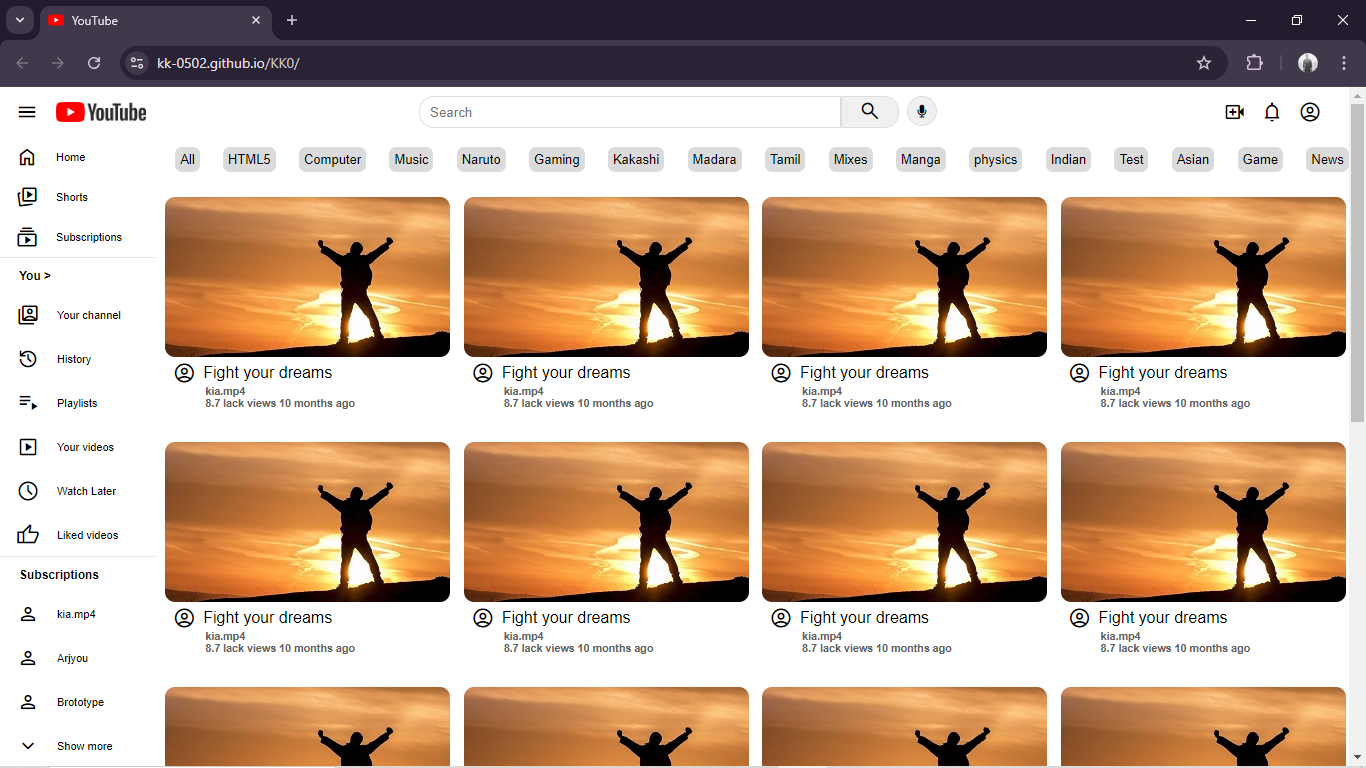 YouTube
kk-0502.github.io/KK0/
YouTube
Search
Home
Shorts
Subscriptions
You >
Your channel
History
Playlists
Your videos
Watch Later
Liked videos
Subscriptions
kia.mp4
Arjyou
Brototype
Show more
All HTML5 Computer Music Naruto Gaming Kakashi Madara Tamil Mixes Manga physics Indian Test Asian Game News
Fight your dreams
kia.mp4
8.7 lack views 10 months ago
Fight your dreams
kia.mp4
8.7 lack views 10 months ago
Fight your dreams
kia.mp4
8.7 lack views 10 months ago
Fight your dreams
kia.mp4
8.7 lack views 10 months ago
Fight your dreams
kia.mp4
8.7 lack views 10 months ago
Fight your dreams
kia.mp4
8.7 lack views 10 months ago
Fight your dreams
kia.mp4
8.7 lack views 10 months ago
Fight your dreams
kia.mp4
8.7 lack views 10 months ago